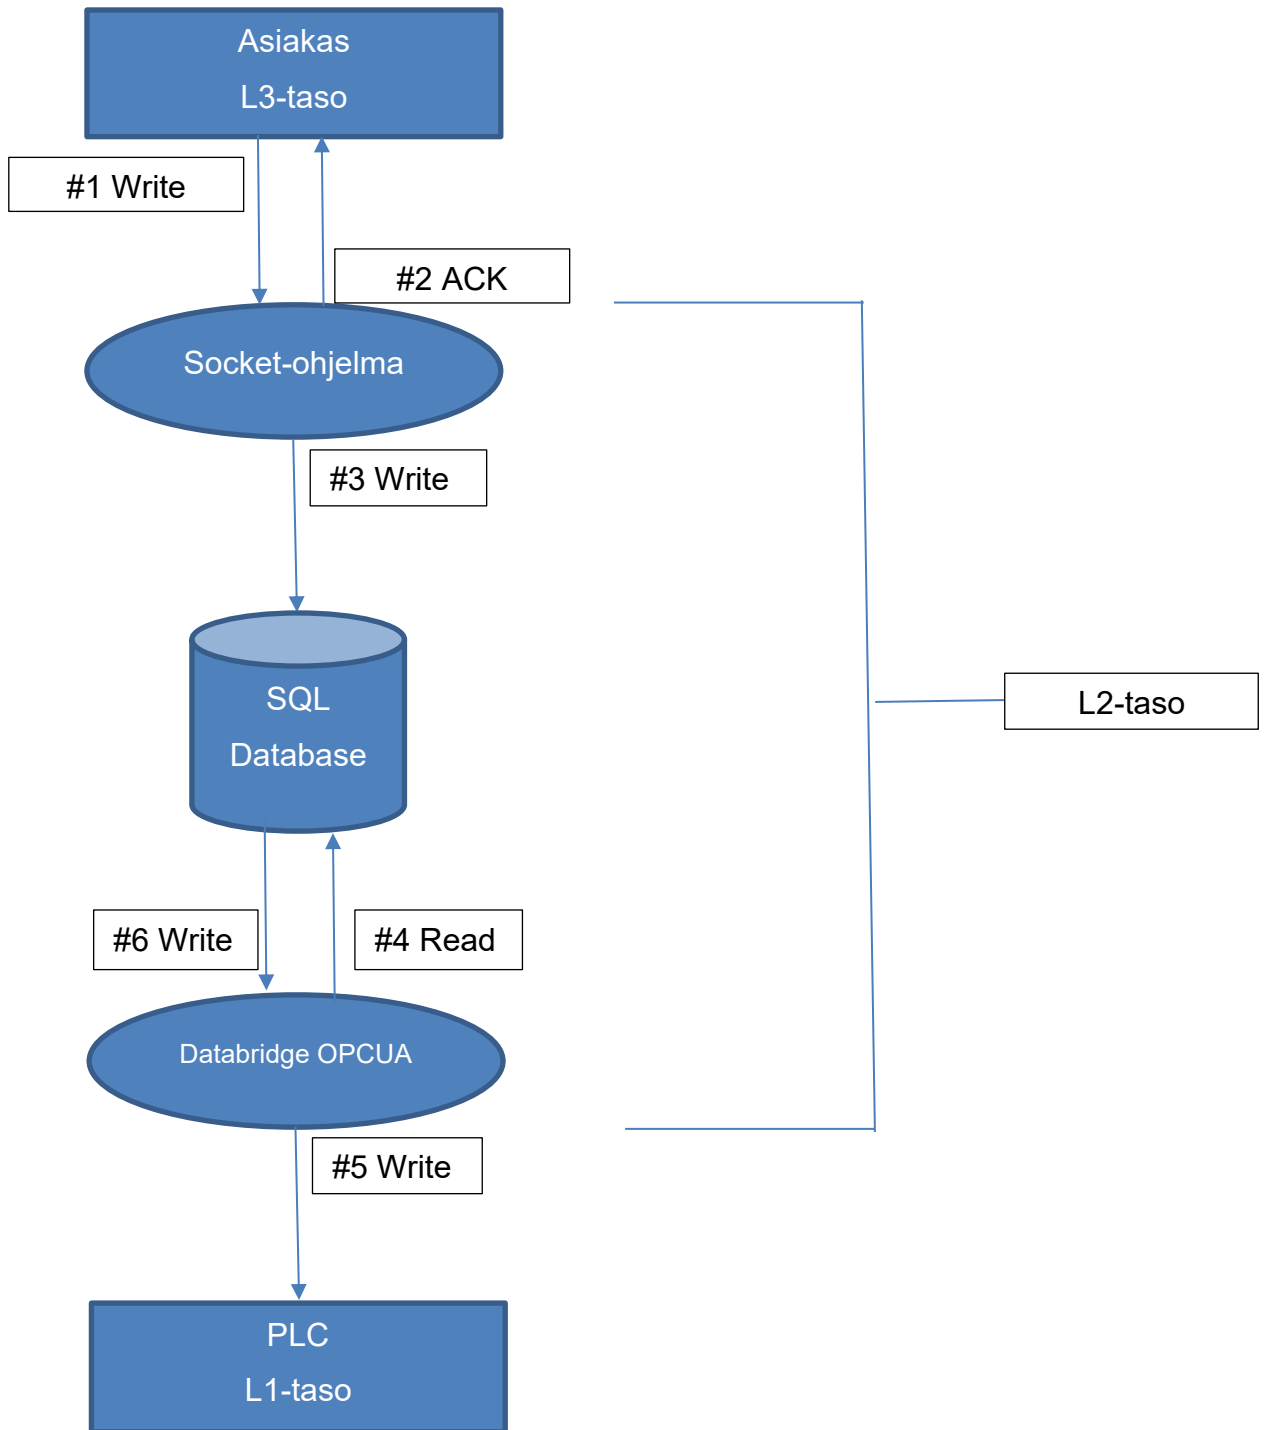 Asiakas
L3-taso
#1 Write
#2 ACK
Socket-ohjelma
#3 Write
SQL
Database
L2-taso
#6 Write
#4 Read
Databridge OPCUA
#5 Write
PLC
L1-taso